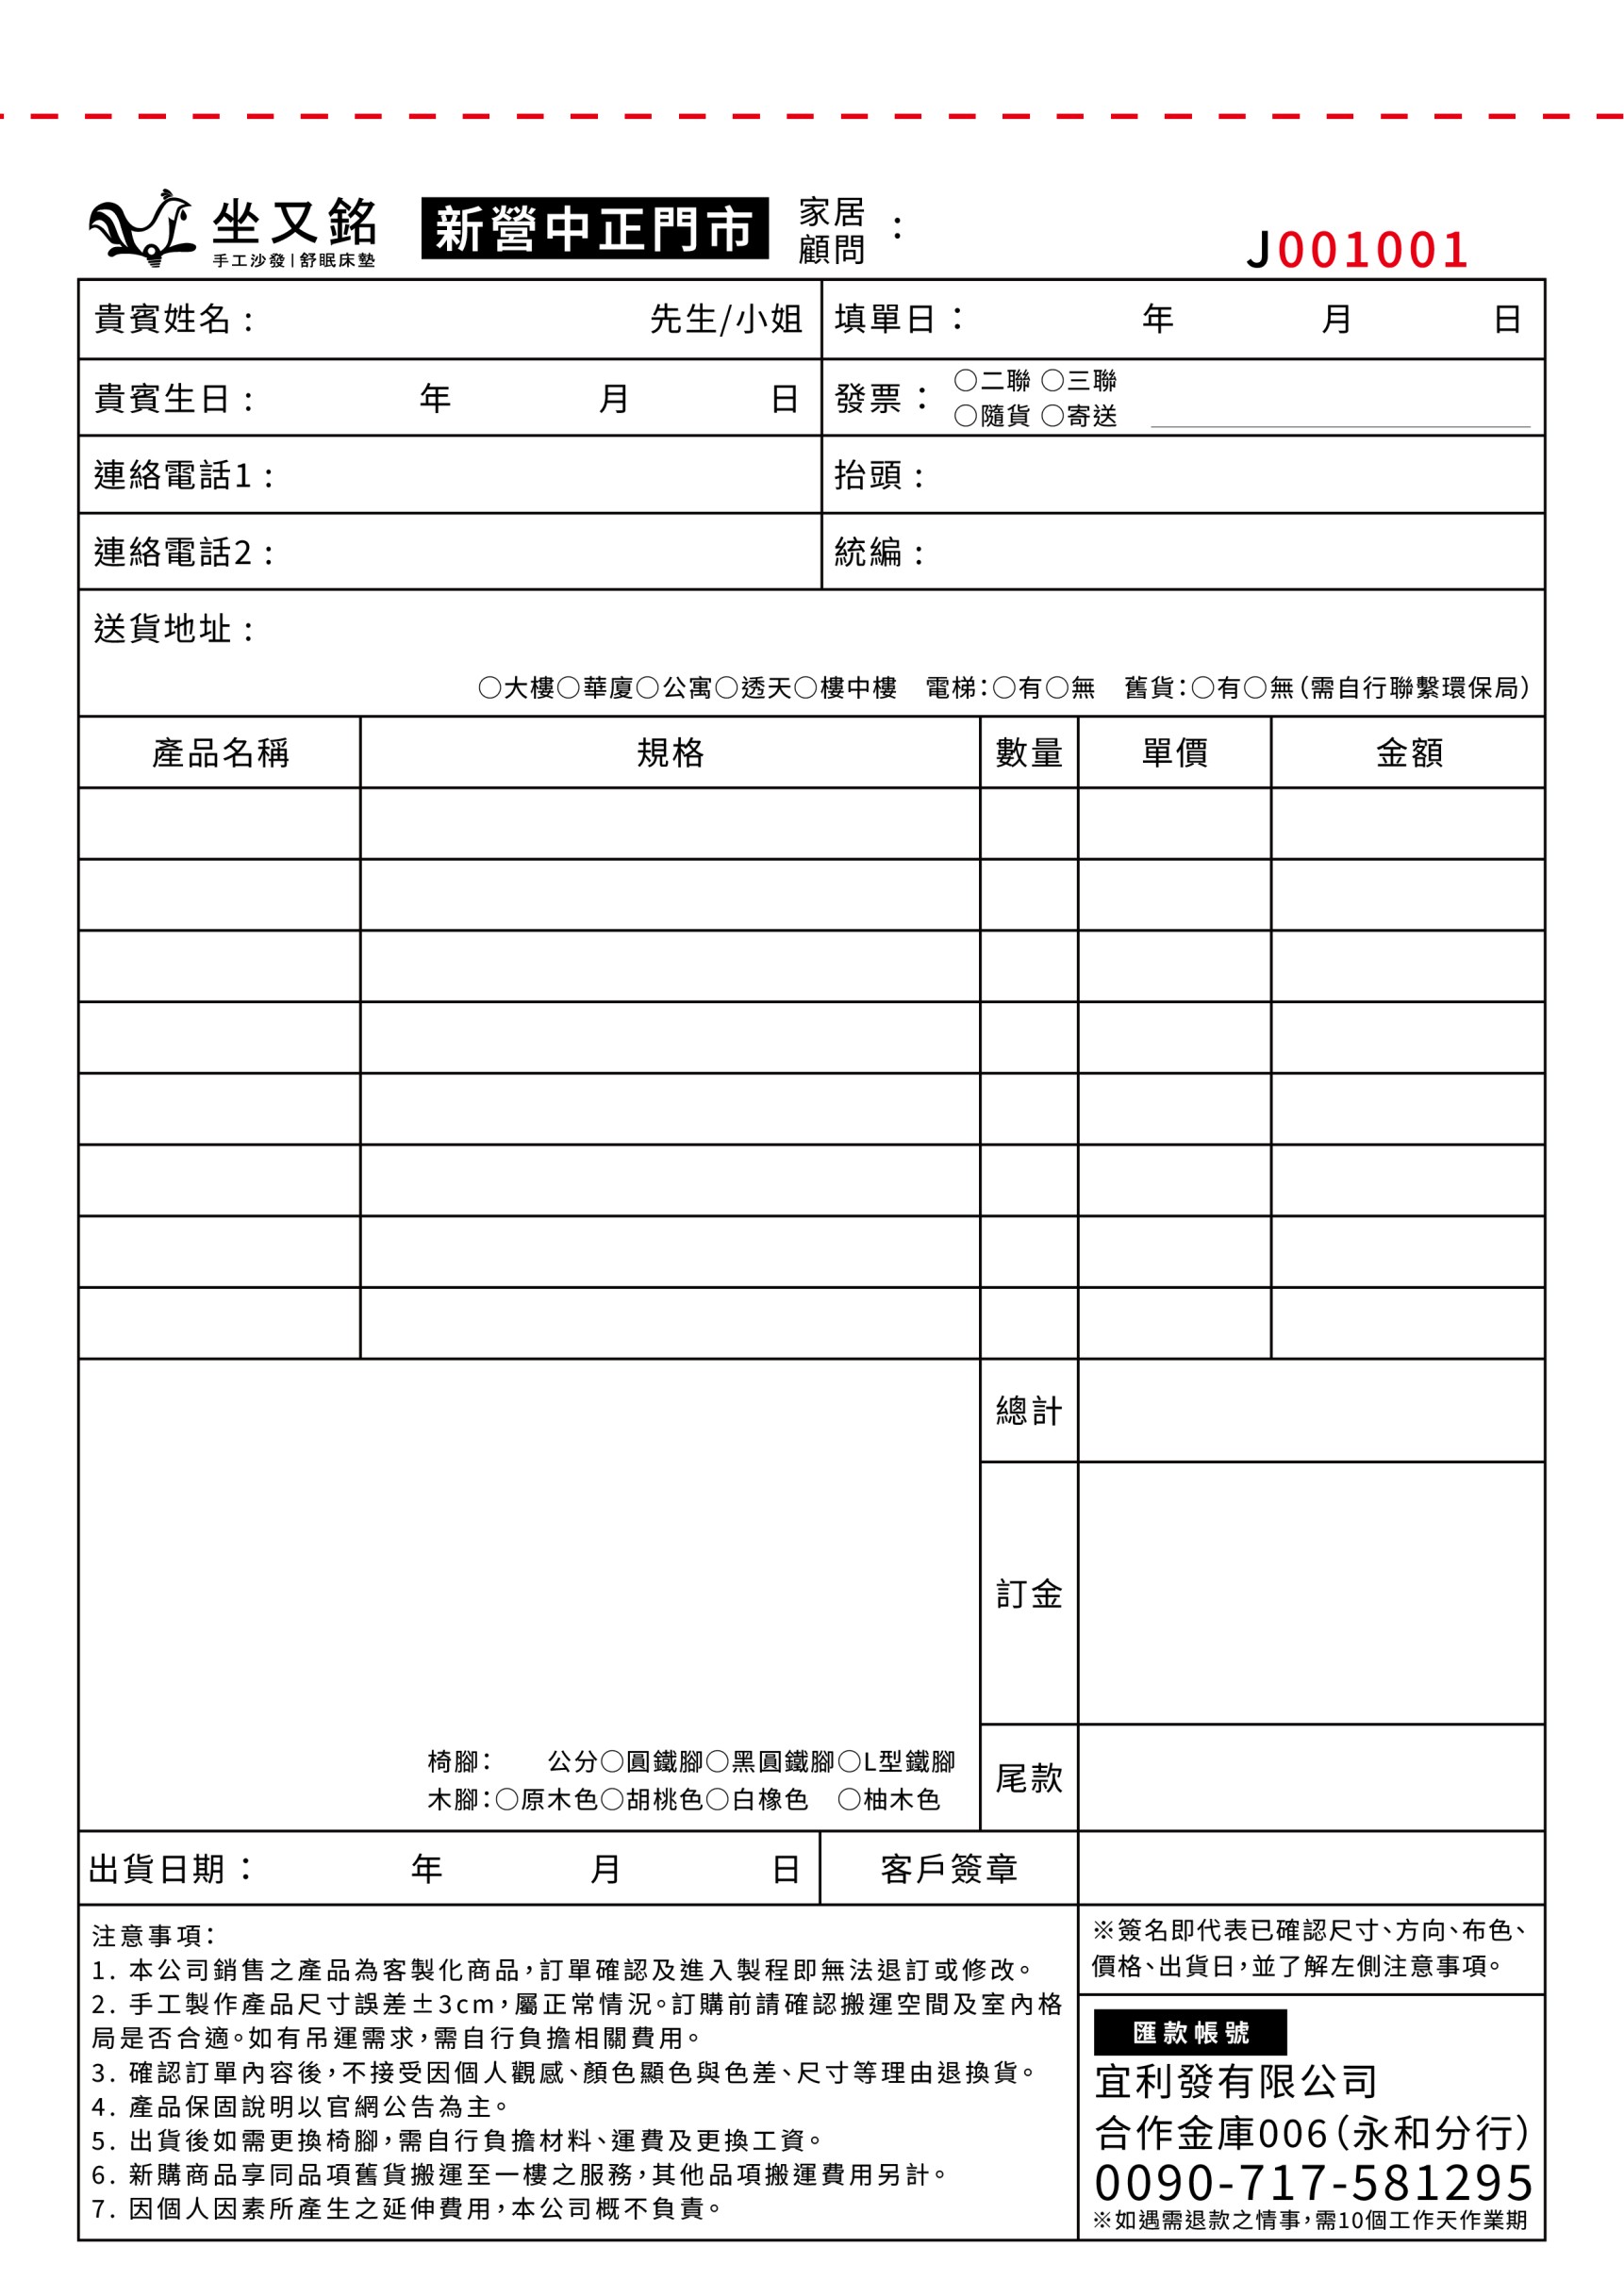 坐又銘
手工沙發|舒眠床墊
新營中正門市
家居顧問：
J001001
貴賓姓名： 先生/小姐 填單日： 年 月 日
貴賓生日： 年 月 日 發票： ○二聯 ○三聯
○隨貨 ○寄送
連絡電話1： 抬頭：
連絡電話2： 統編：
送貨地址：
○大樓○華廈○公寓○透天○樓中樓 電梯：○有○無 舊貨：○有○無（需自行聯繫環保局）
產品名稱 規格 數量 單價 金額
總計
訂金
椅腳： 公分○圓鐵腳○黑圓鐵腳○L型鐵腳
木腳：○原木色○胡桃色○白橡色 ○柚木色
尾款
出貨日期： 年 月 日 客戶簽章
注意事項：
1. 本公司銷售之產品為客製化商品，訂單確認及進入製程即無法退訂或修改。
2. 手工製作產品尺寸誤差±3cm，屬正常情況。訂購前請確認搬運空間及室內格
局是否合適。如有吊運需求，需自行負擔相關費用。
3. 確認訂單內容後，不接受因個人觀感、顏色顯色與色差、尺寸等理由退換貨。
4. 產品保固說明以官網公告為主。
5. 出貨後如需更換椅腳，需自行負擔材料、運費及更換工資。
6. 新購商品享同品項舊貨搬運至一樓之服務，其他品項搬運費用另計。
7. 因個人因素所產生之延伸費用，本公司概不負責。
※簽名即代表已確認尺寸、方向、布色、
價格、出貨日，並了解左側注意事項。
匯款帳號
宜利發有限公司
合作金庫006（永和分行）
0090-717-581295
※如遇需退款之情事，需10個工作天作業期